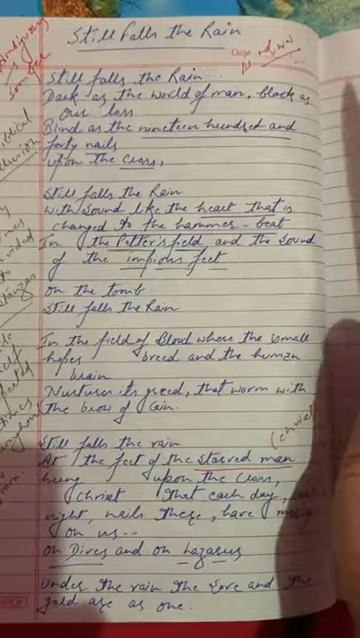 Still falls the Rain
Still falls the Rain...
Dark as the world of man, black as
our loss
Blind as the nineteen hundred and
forty nails
upon the Cross,
Still falls the Rain
With sound like the heart that is
changed to the hammer-beat
In the Potter's field, and the sound
of the impious feet
on the tomb
Still falls the Rain
In the field of Blood where the small
hopes breed and the human
brain
Nurtures its greed, that worm with
the brow of Cain.
Still falls the rain
(Christ)
At the feet of the starved man
hung upon the Cross,
Christ that each day,
night, nails these, have
on us--
on Dives and on Lazarus
Under the rain the sore and the
gold are as one.